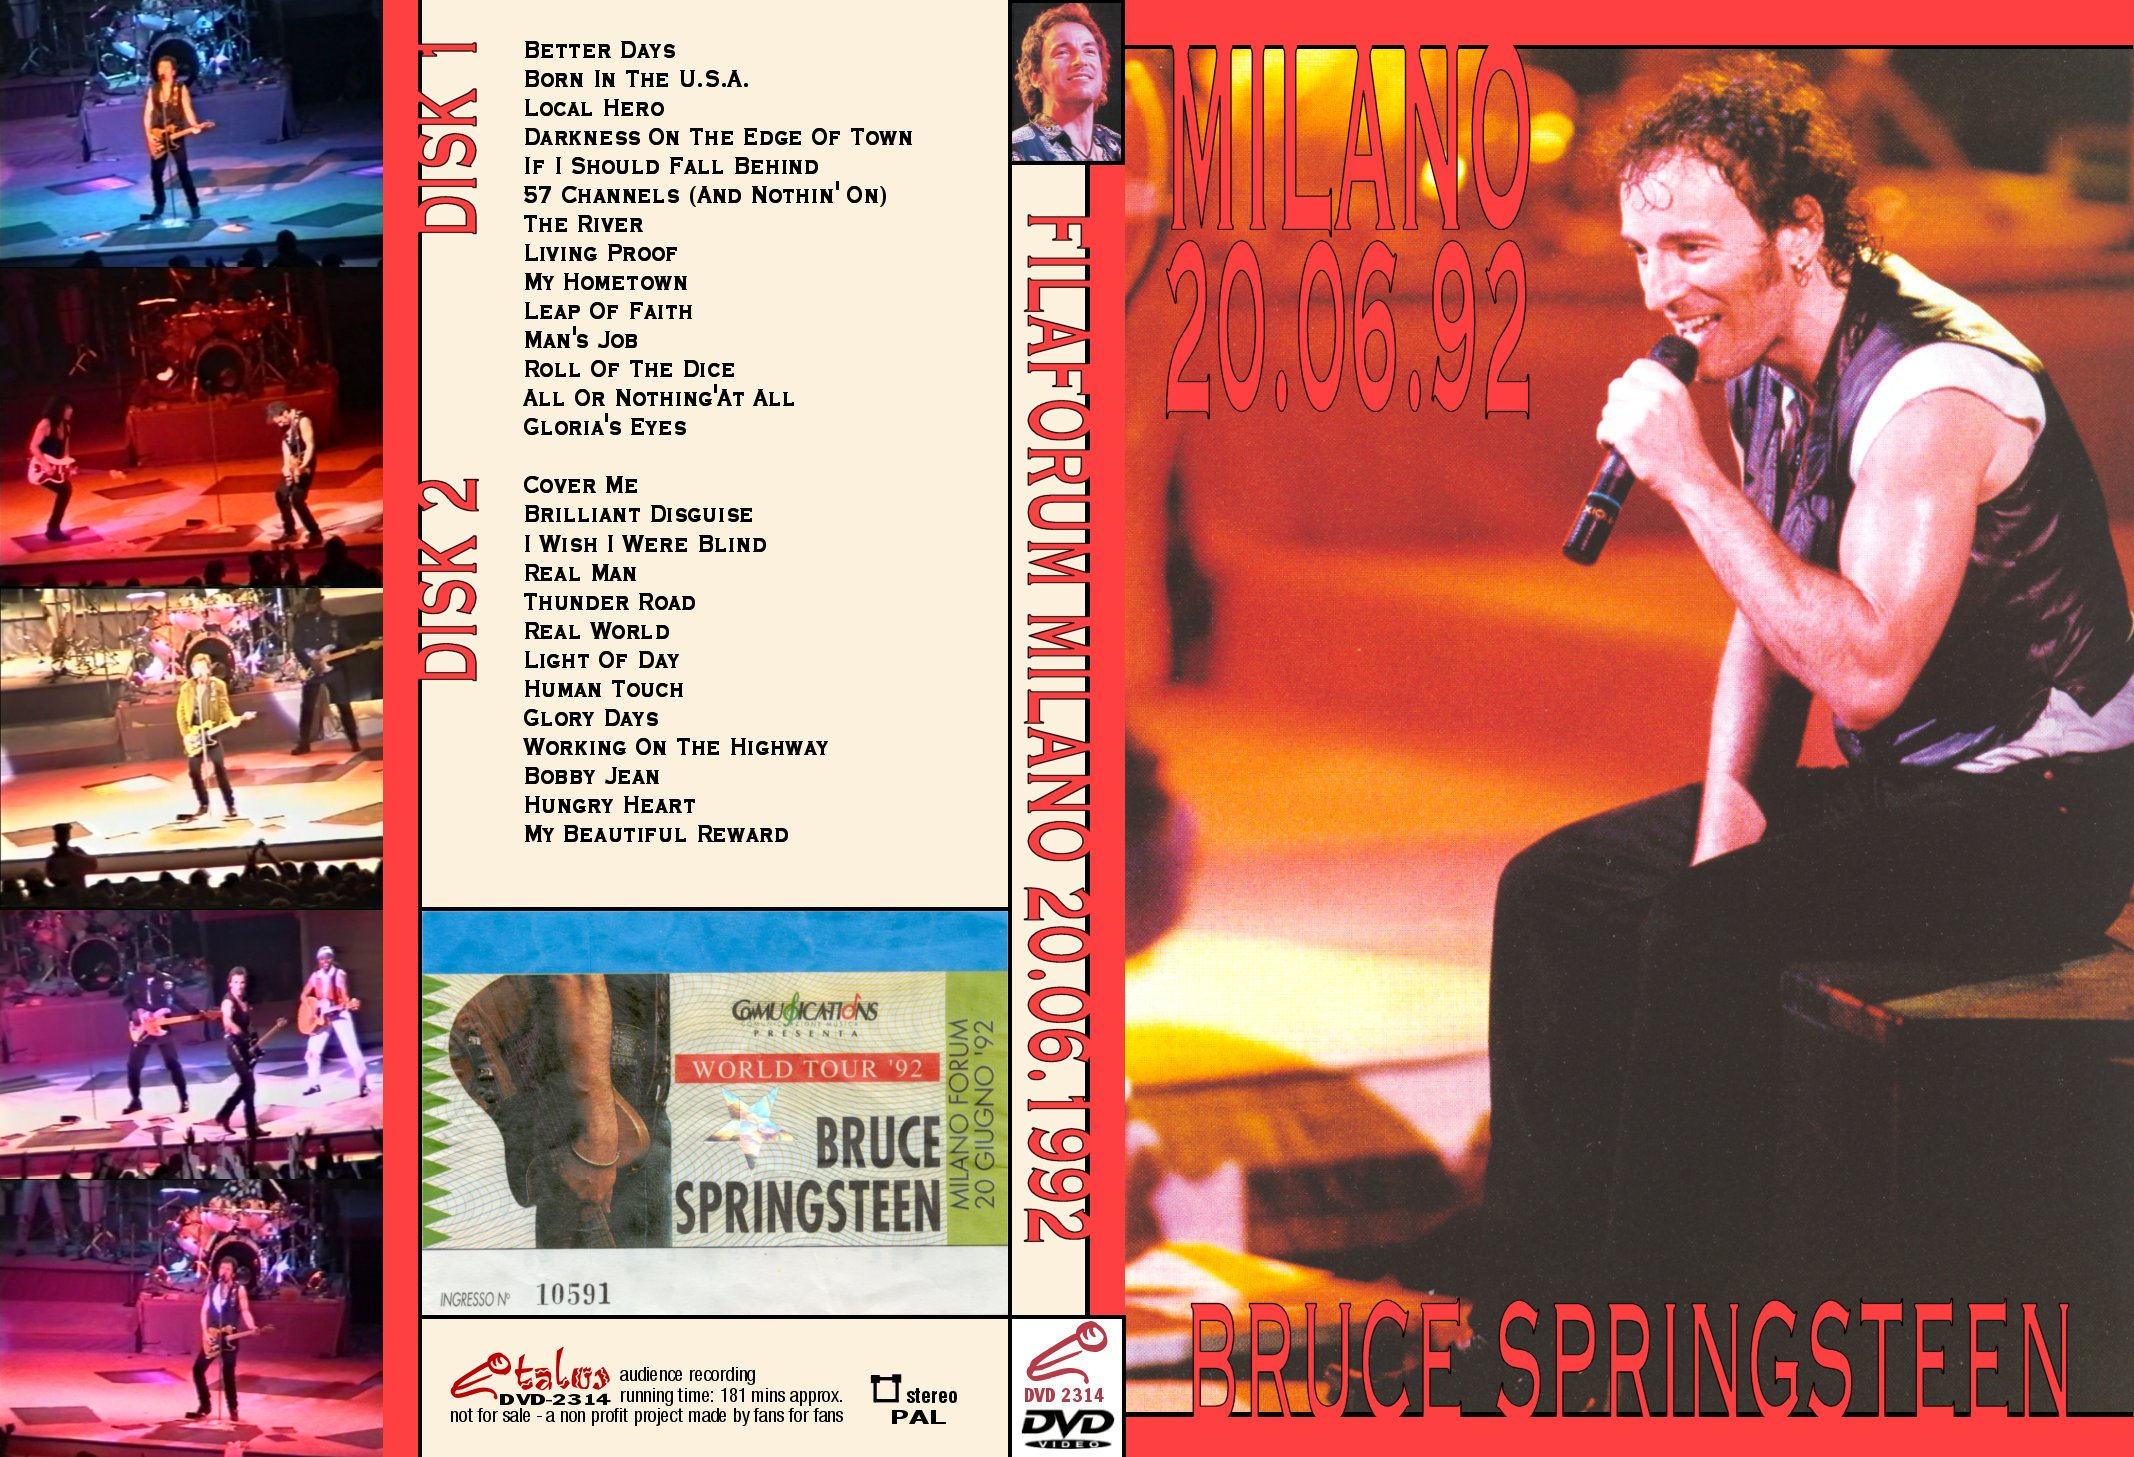 DISK 1
Better Days
Born In The U.S.A.
Local Hero
Darkness On The Edge Of Town
If I Should Fall Behind
57 Channels (And Nothin' On)
The River
Living Proof
My Hometown
Leap Of Faith
Man's Job
Roll Of The Dice
All Or Nothing'At All
Gloria's Eyes
DISK 2
Cover Me
Brilliant Disguise
I Wish I Were Blind
Real Man
Thunder Road
Real World
Light Of Day
Human Touch
Glory Days
Working On The Highway
Bobby Jean
Hungry Heart
My Beautiful Reward
COMUNICATIONS
COMUNICAZIONE MUSICA
PRESENTA
WORLD TOUR '92
BRUCE
SPRINGSTEEN
MILANO FORUM
20 GIUGNO '92
INGRESSO N° 10591
talos
DVD-2314
audience recording
running time: 181 mins approx.
not for sale - a non profit project made by fans for fans
stereo
PAL
FILAFORUM MILANO 20.06.1992
DVD 2314
DVD
VIDEO
MILANO
20.06.92
BRUCE SPRINGSTEEN